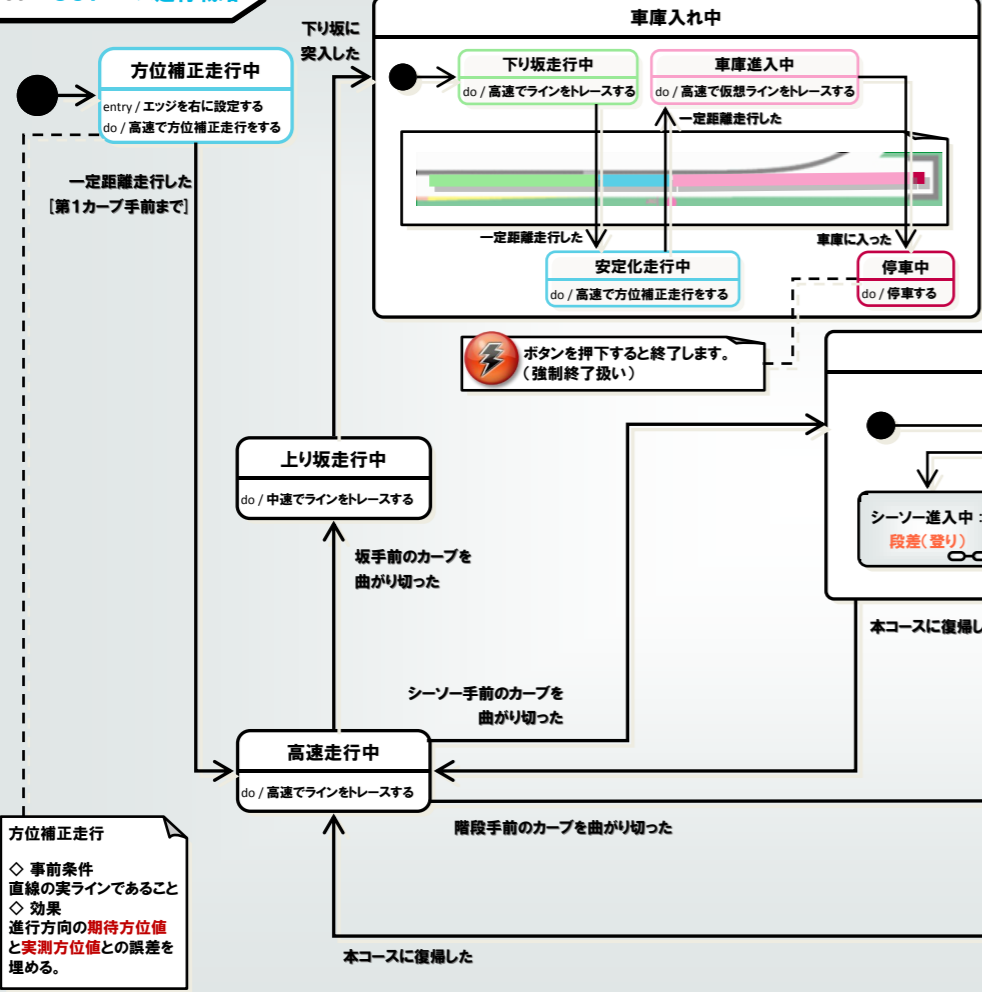 方位補正走行中
entry / エッジを右に設定する
do / 高速で方位補正走行をする
一定距離走行した
[第1カーブ手前まで]
下り坂に
突入した
車庫入れ中
下り坂走行中
do / 高速でラインをトレースする
車庫進入中
do / 高速で仮想ラインをトレースする
一定距離走行した
一定距離走行した
車庫に入った
安定化走行中
do / 高速で方位補正走行をする
停車中
do / 停車する
ボタンを押下すると終了します。
（強制終了扱い）
上り坂走行中
do / 中速でラインをトレースする
シーソー進入中：
段差(登り)
坂手前のカーブを
曲がり切った
本コースに復帰し
シーソー手前のカーブを
曲がり切った
高速走行中
do / 高速でラインをトレースする
階段手前のカーブを曲がり切った
方位補正走行
◇ 事前条件
直線の実ラインであること
◇ 効果
進行方向の期待方位値
と実測方位値との誤差を
埋める。
本コースに復帰した